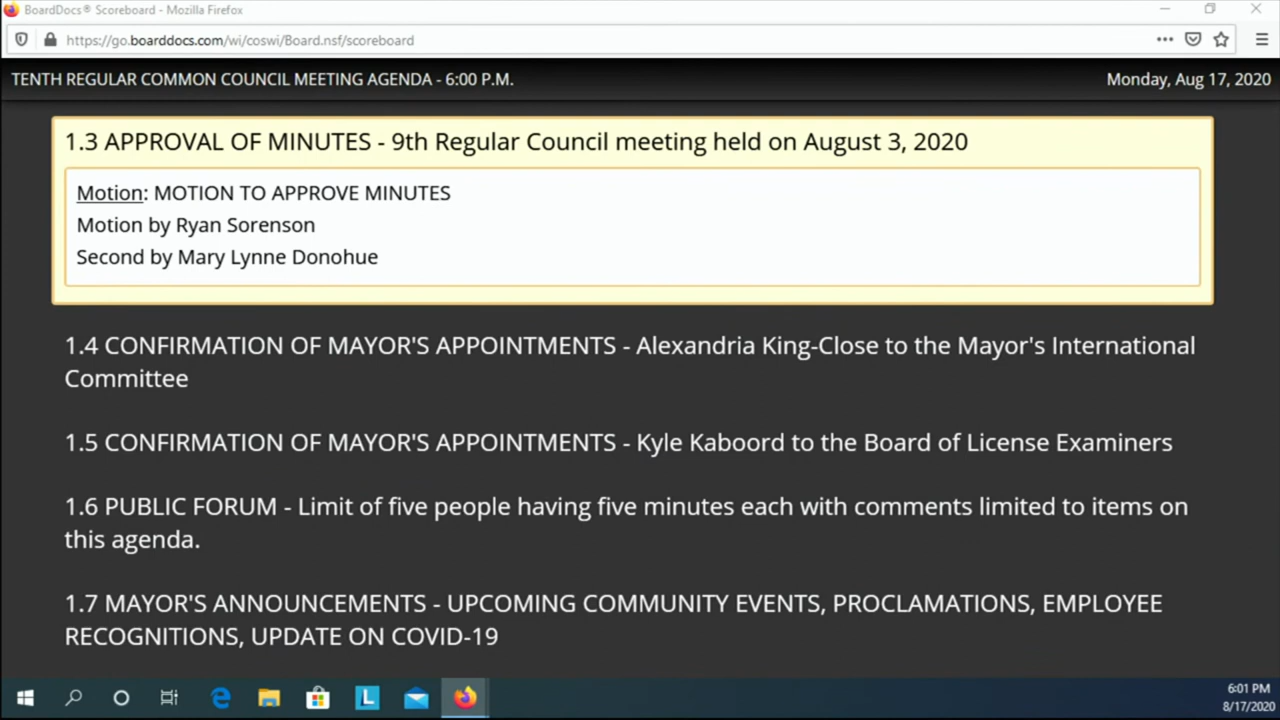 BoardDocs® Scoreboard - Mozilla Firefox
https://go.boarddocs.com/wi/coswi/Board.nsf/scoreboard
TENTH REGULAR COMMON COUNCIL MEETING AGENDA - 6:00 P.M.
Monday, Aug 17, 2020
1.3 APPROVAL OF MINUTES - 9th Regular Council meeting held on August 3, 2020
Motion: MOTION TO APPROVE MINUTES
Motion by Ryan Sorenson
Second by Mary Lynne Donohue
1.4 CONFIRMATION OF MAYOR'S APPOINTMENTS - Alexandria King-Close to the Mayor's International
Committee
1.5 CONFIRMATION OF MAYOR'S APPOINTMENTS - Kyle Kaboord to the Board of License Examiners
1.6 PUBLIC FORUM - Limit of five people having five minutes each with comments limited to items on
this agenda.
1.7 MAYOR'S ANNOUNCEMENTS - UPCOMING COMMUNITY EVENTS, PROCLAMATIONS, EMPLOYEE
RECOGNITIONS, UPDATE ON COVID-19
L
6:01 PM
8/17/2020